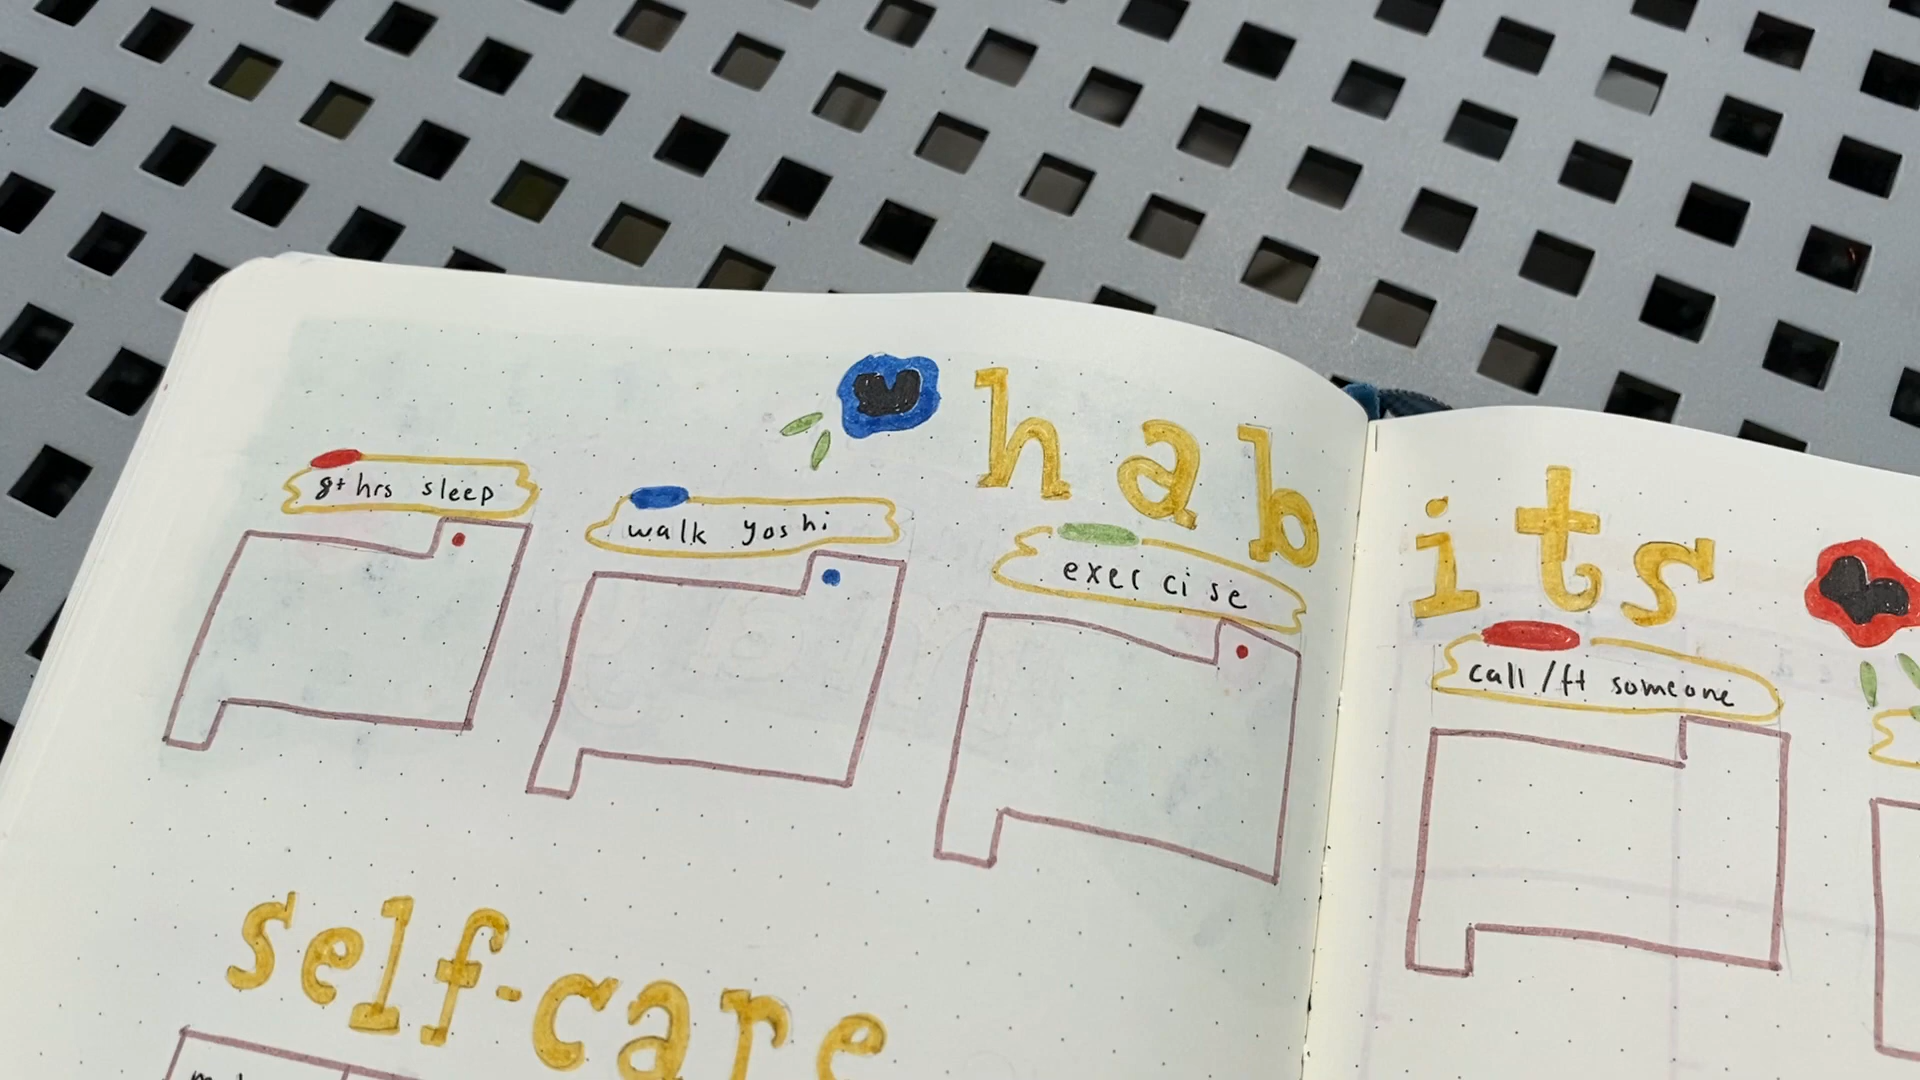 habits
8+ hrs sleep
walk yoshi
exercise
call/ft someone
self-care